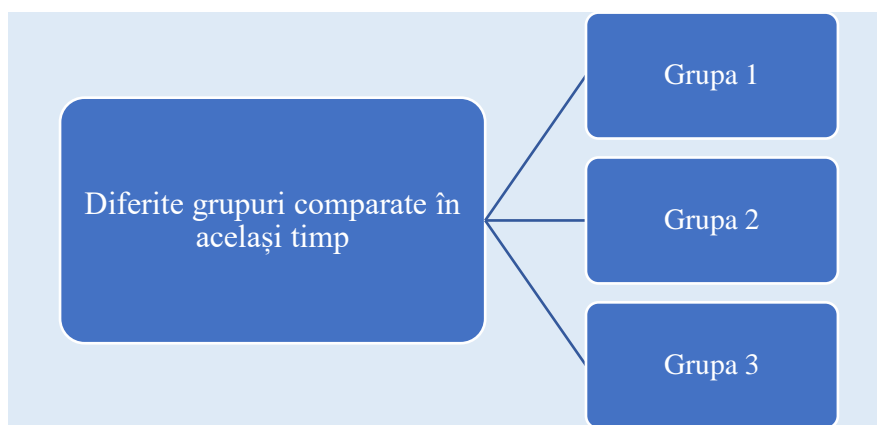 Diferite grupuri comparate în
același timp
Grupa 1
Grupa 2
Grupa 3